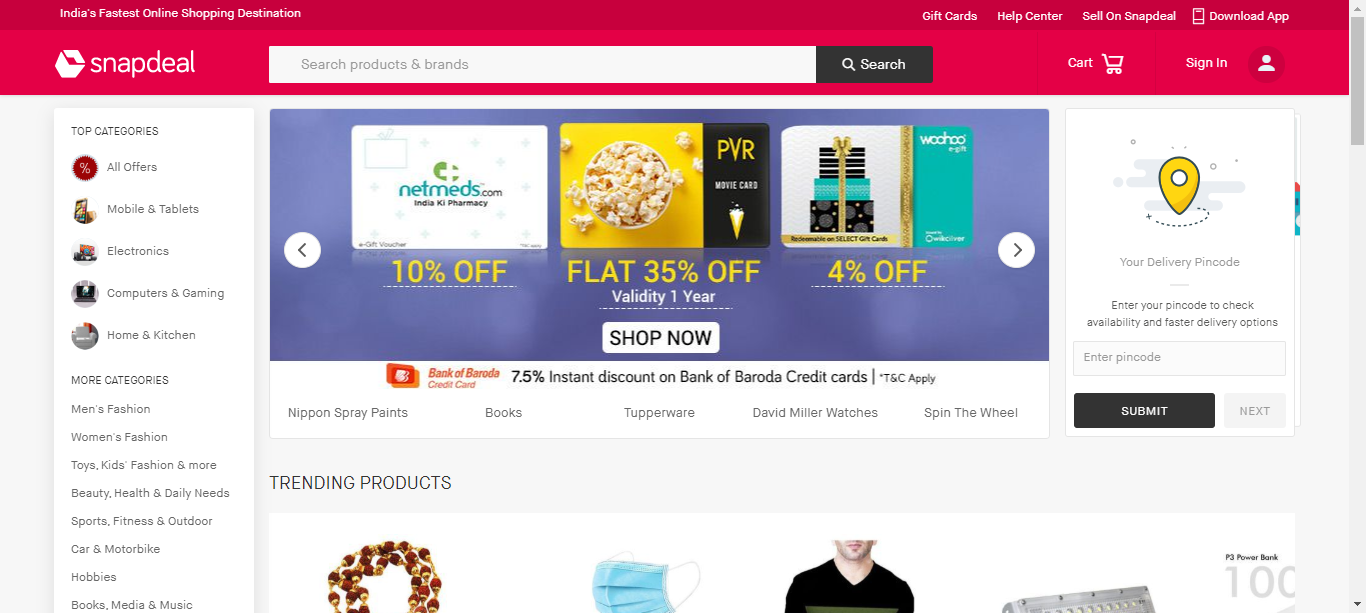 India's Fastest Online Shopping Destination
Gift Cards
Help Center
Sell On Snapdeal
Download App
snapdeal
Search products & brands
Search
Cart
Sign In
TOP CATEGORIES
%
All Offers
Mobile & Tablets
Electronics
Computers & Gaming
Home & Kitchen
MORE CATEGORIES
Men's Fashion
Women's Fashion
Toys, Kids' Fashion & more
Beauty, Health & Daily Needs
Sports, Fitness & Outdoor
Car & Motorbike
Hobbies
Books, Media & Music
netmeds.com
India Ki Pharmacy
e-Gift Voucher
*T&C apply
10% OFF
PVR
MOVIE CARD
FLAT 35% OFF
Validity 1 Year
woohoo
e-gift
Redeemable on SELECT Gift Cards
Qwikcilver
4% OFF
SHOP NOW
Bank of Baroda
Credit Card
7.5% Instant discount on Bank of Baroda Credit cards | *T&C Apply
Nippon Spray Paints
Books
Tupperware
David Miller Watches
Spin The Wheel
Your Delivery Pincode
Enter your pincode to check
availability and faster delivery options
Enter pincode
SUBMIT
NEXT
TRENDING PRODUCTS
P3 Power Bank